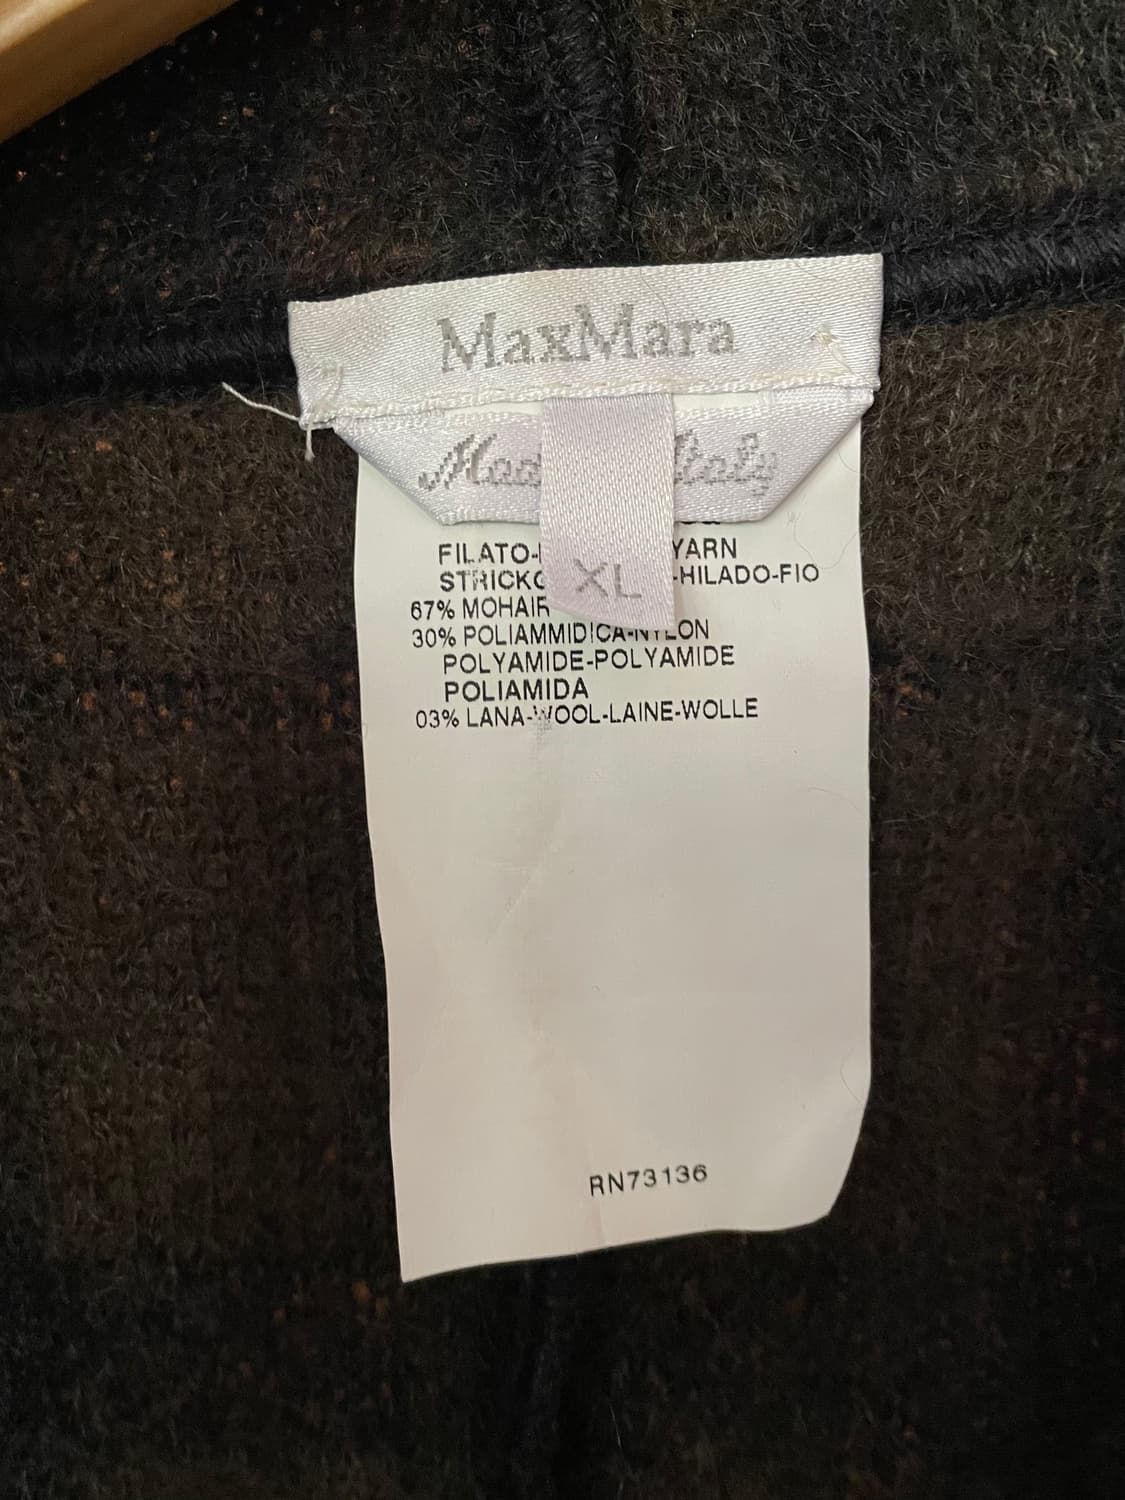 MaxMara
Italy
XL
FILATO- YARN
-HILADO-FIO
67% MOHAIR
30% POLIAMMIDICA-NYLON
POLYAMIDE-POLYAMIDE
POLIAMIDA
03% LANA-WOOL-LAINE-WOLLE
RN73136